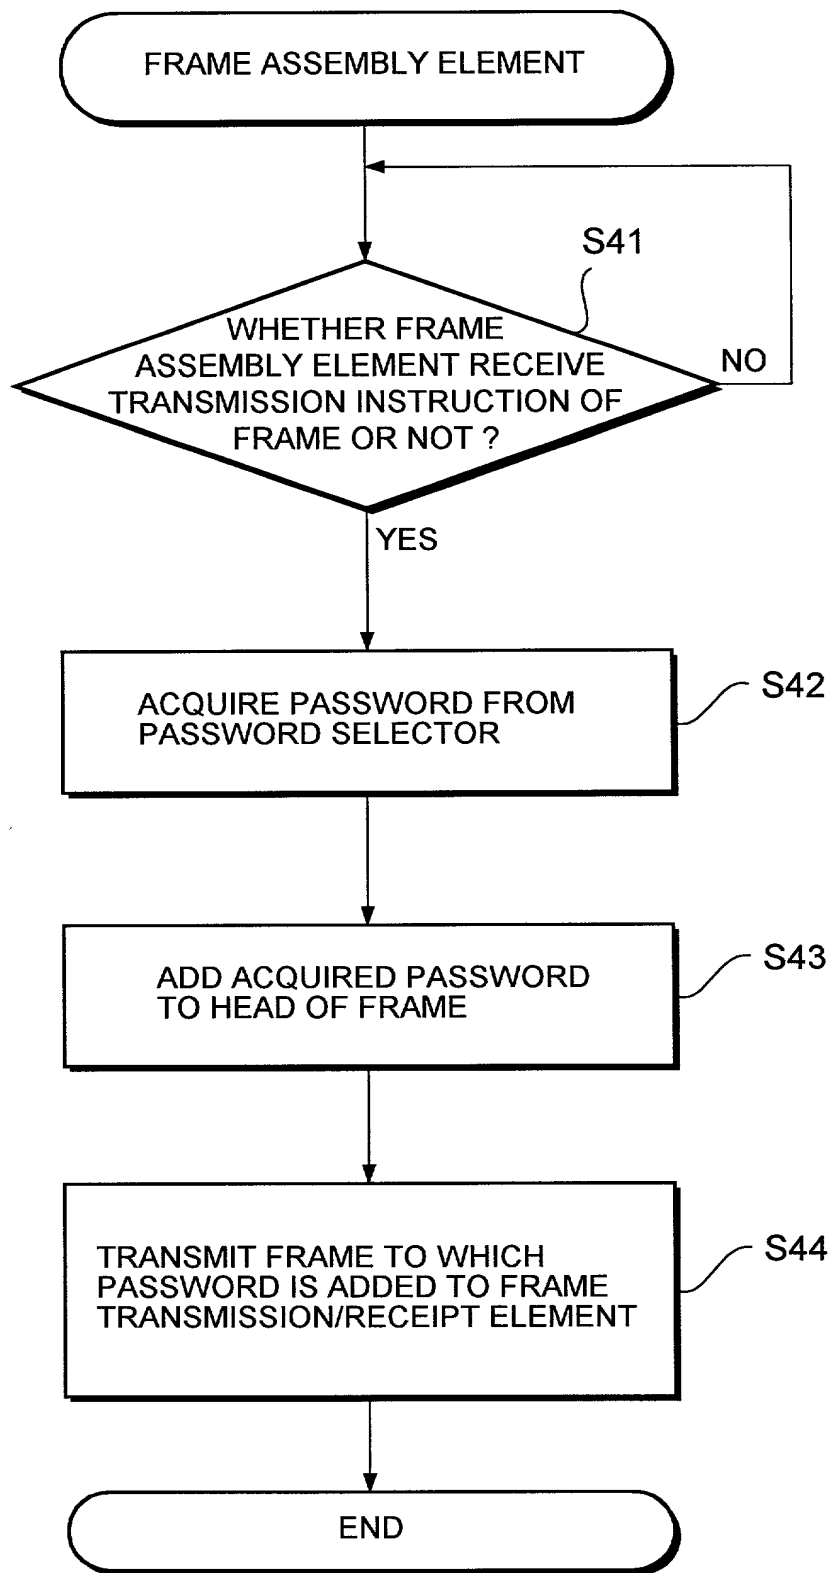 FRAME ASSEMBLY ELEMENT
S41
WHETHER FRAME
ASSEMBLY ELEMENT RECEIVE
TRANSMISSION INSTRUCTION OF
FRAME OR NOT ?
NO
YES
ACQUIRE PASSWORD FROM
PASSWORD SELECTOR
S42
ADD ACQUIRED PASSWORD
TO HEAD OF FRAME
S43
TRANSMIT FRAME TO WHICH
PASSWORD IS ADDED TO FRAME
TRANSMISSION/RECEIPT ELEMENT
S44
END